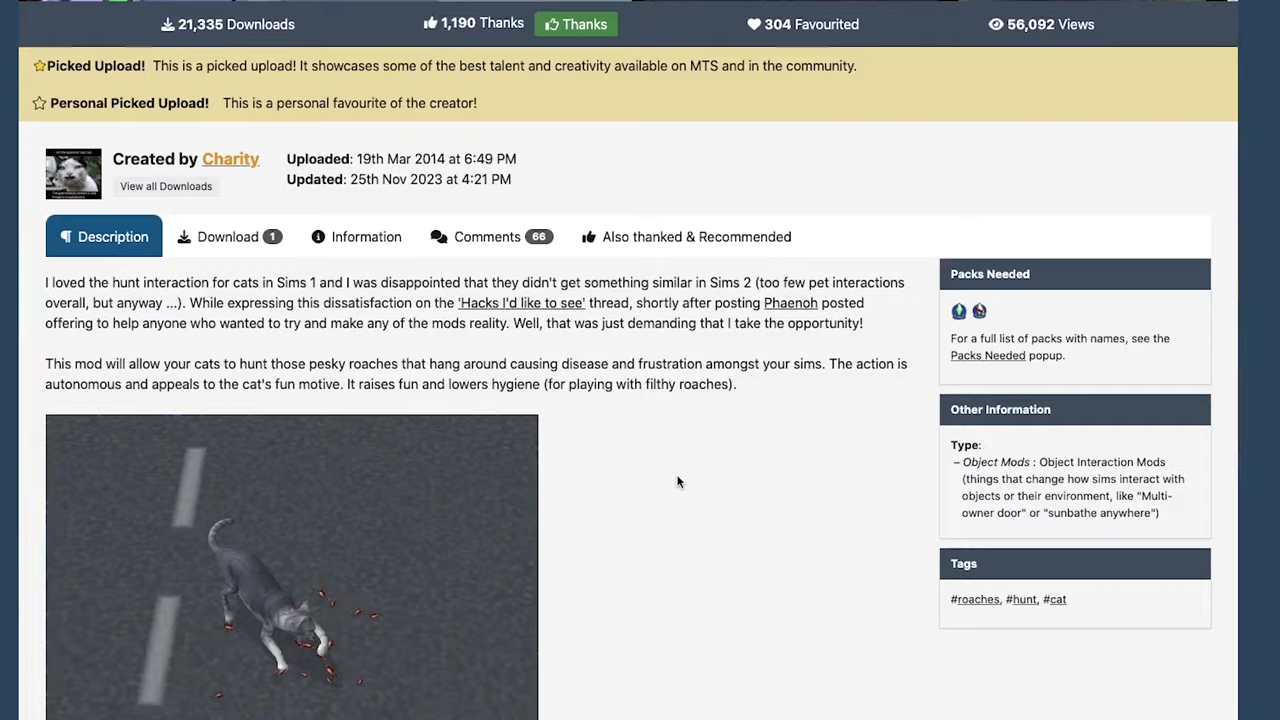 21,335 Downloads
1,190 Thanks
Thanks
304 Favourited
56,092 Views
Picked Upload! This is a picked upload! It showcases some of the best talent and creativity available on MTS and in the community.
Personal Picked Upload! This is a personal favourite of the creator!
Created by Charity
View all Downloads
Uploaded: 19th Mar 2014 at 6:49 PM
Updated: 25th Nov 2023 at 4:21 PM
Description
Download 1
Information
Comments 66
Also thanked & Recommended
I loved the hunt interaction for cats in Sims 1 and I was disappointed that they didn't get something similar in Sims 2 (too few pet interactions
overall, but anyway ...). While expressing this dissatisfaction on the 'Hacks I'd like to see' thread, shortly after posting Phaenoh posted
offering to help anyone who wanted to try and make any of the mods reality. Well, that was just demanding that I take the opportunity!
This mod will allow your cats to hunt those pesky roaches that hang around causing disease and frustration amongst your sims. The action is
autonomous and appeals to the cat's fun motive. It raises fun and lowers hygiene (for playing with filthy roaches).
Packs Needed
For a full list of packs with names, see the
Packs Needed popup.
Other Information
Type:
– Object Mods : Object Interaction Mods
(things that change how sims interact with
objects or their environment, like "Multi-
owner door" or "sunbathe anywhere")
Tags
#roaches, #hunt, #cat